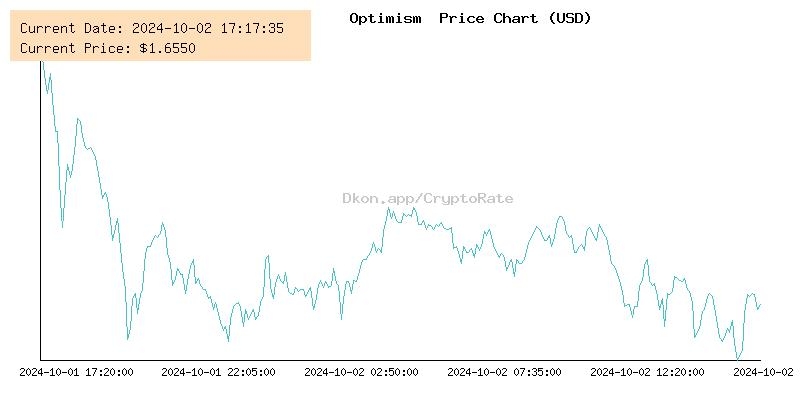 Optimism  Price Chart (USD)
Current Date: 2024-10-02 17:17:35
Current Price: $1.6550
Dkon.app/CryptoRate
2024-10-01 17:20:00 2024-10-01 22:05:00 2024-10-02 02:50:00 2024-10-02 07:35:00 2024-10-02 12:20:00 2024-10-02